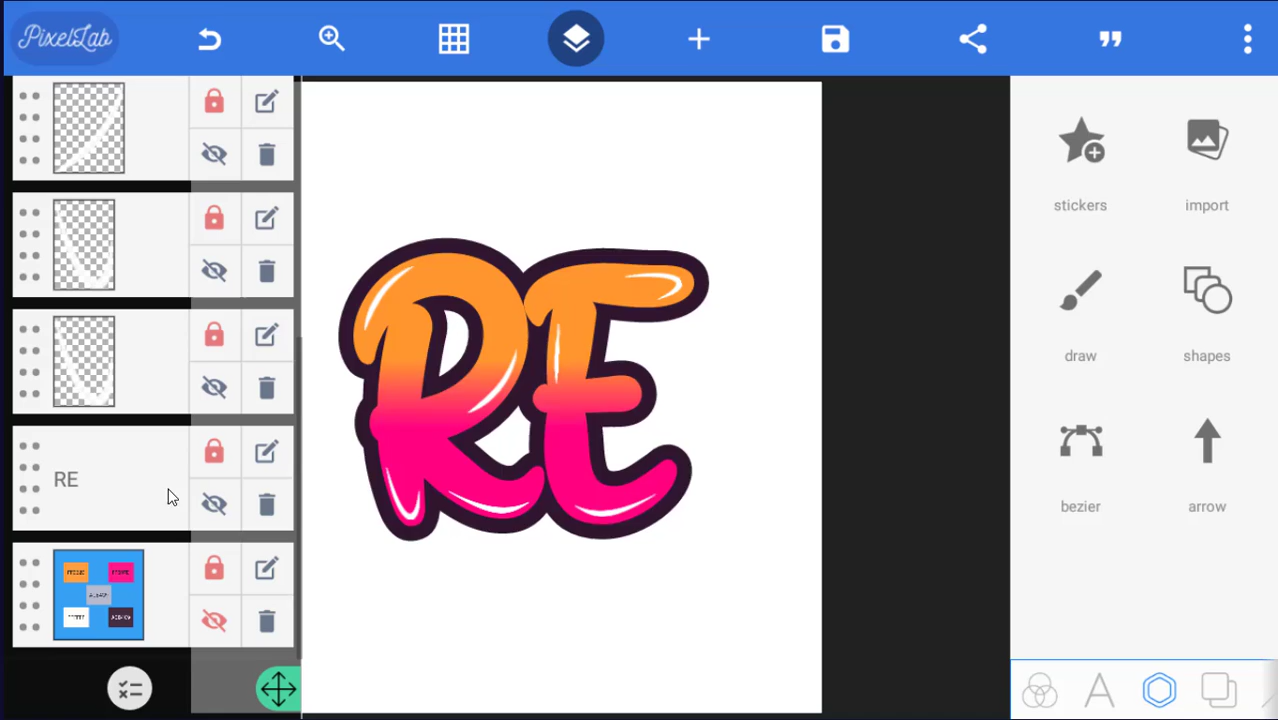 PixelLab
RE
RE
stickers
import
draw
shapes
bezier
arrow
A